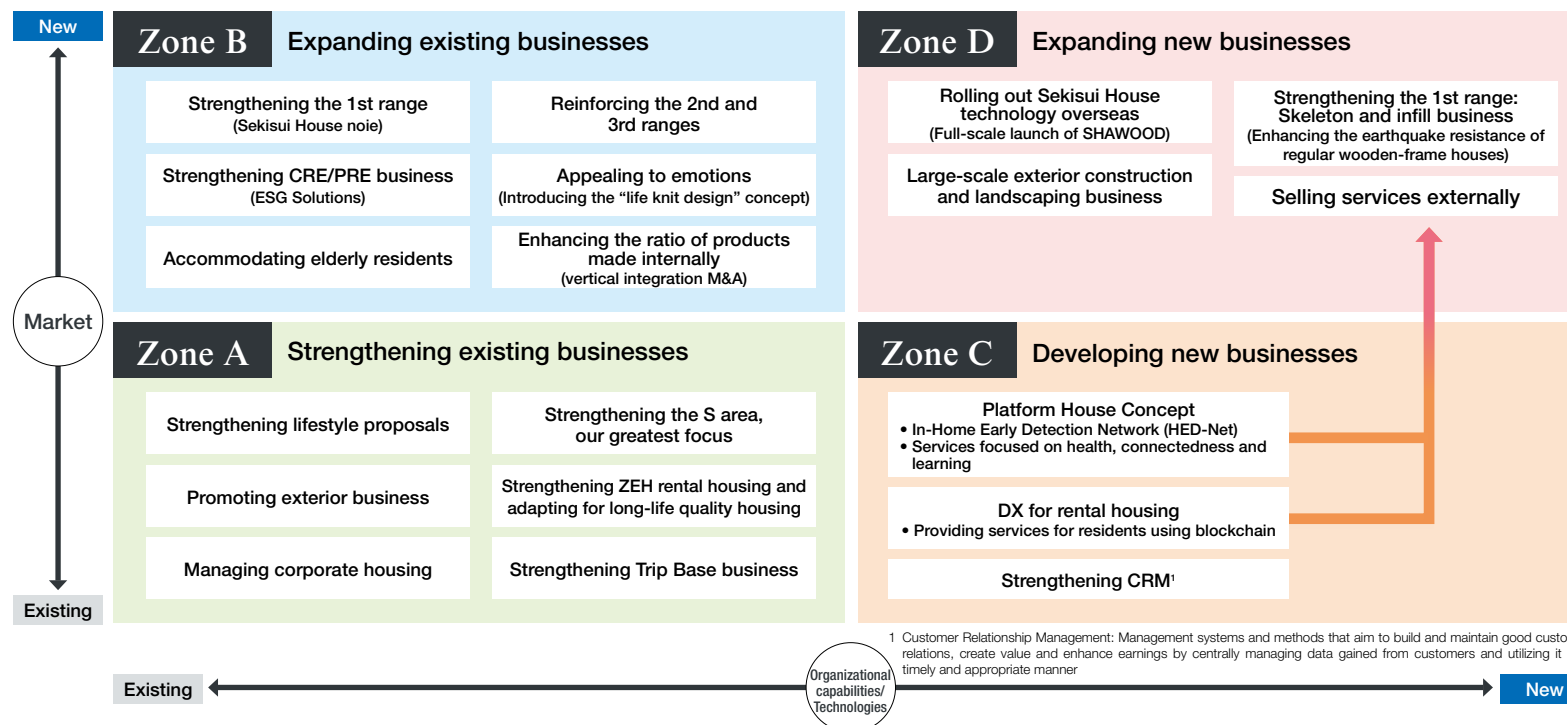 New
Market
Existing
Zone B
Expanding existing businesses
Strengthening the 1st range
(Sekisui House noie)
Reinforcing the 2nd and
3rd ranges
Strengthening CRE/PRE business
(ESG Solutions)
Appealing to emotions
(Introducing the “life knit design” concept)
Accommodating elderly residents
Enhancing the ratio of products
made internally
(vertical integration M&A)
Zone D
Expanding new businesses
Rolling out Sekisui House
technology overseas
(Full-scale launch of SHAWOOD)
Strengthening the 1st range:
Skeleton and infill business
(Enhancing the earthquake resistance of
regular wooden-frame houses)
Large-scale exterior construction
and landscaping business
Selling services externally
Zone A
Strengthening existing businesses
Strengthening lifestyle proposals
Strengthening the S area,
our greatest focus
Promoting exterior business
Strengthening ZEH rental housing and
adapting for long-life quality housing
Managing corporate housing
Strengthening Trip Base business
Zone C
Developing new businesses
Platform House Concept
• In-Home Early Detection Network (HED-Net)
• Services focused on health, connectedness and
learning
DX for rental housing
• Providing services for residents using blockchain
Strengthening CRM¹
1 Customer Relationship Management: Management systems and methods that aim to build and maintain good custo
relations, create value and enhance earnings by centrally managing data gained from customers and utilizing it
timely and appropriate manner
Existing
Organizational
capabilities/
Technologies
New